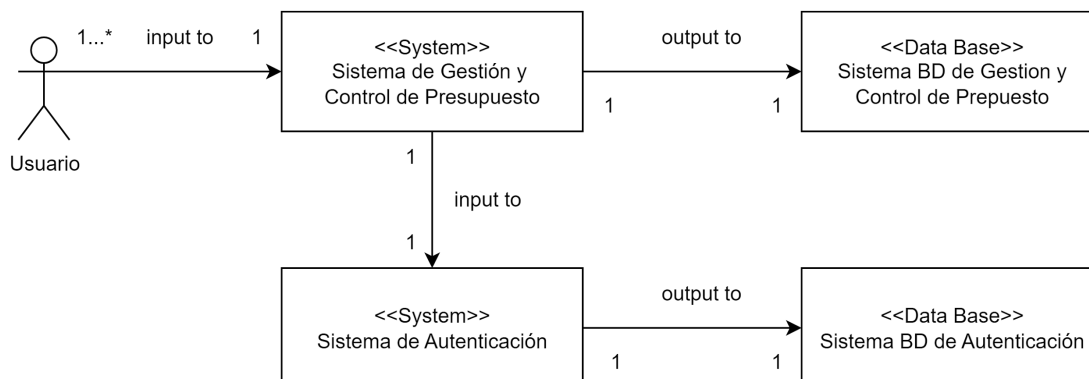 1...* input to 1
<<System>>
Sistema de Gestión y
Control de Presupuesto
output to
1 1
<<Data Base>>
Sistema BD de Gestion y
Control de Prepuesto
Usuario
1
input to
1
<<System>>
Sistema de Autenticación
output to
1 1
<<Data Base>>
Sistema BD de Autenticación